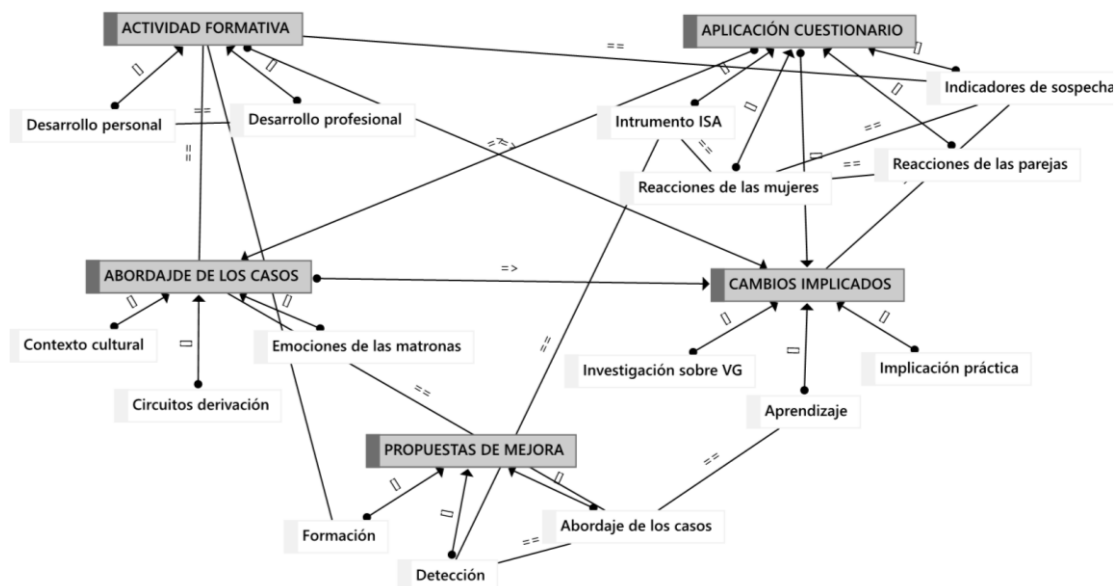 ACTIVIDAD FORMATIVA
APLICACIÓN CUESTIONARIO
==
Indicadores de sospecha
Desarrollo personal
==
Desarrollo profesional
Intrumento ISA
==
==
==
=>
==
Reacciones de las mujeres
==
Reacciones de las parejas
ABORDAJDE DE LOS CASOS
=>
CAMBIOS IMPLICADOS
Contexto cultural
Emociones de las matronas
==
Investigación sobre VG
Implicación práctica
Circuitos derivación
==
Aprendizaje
PROPUESTAS DE MEJORA
==
Formación
Abordaje de los casos
==
Detección